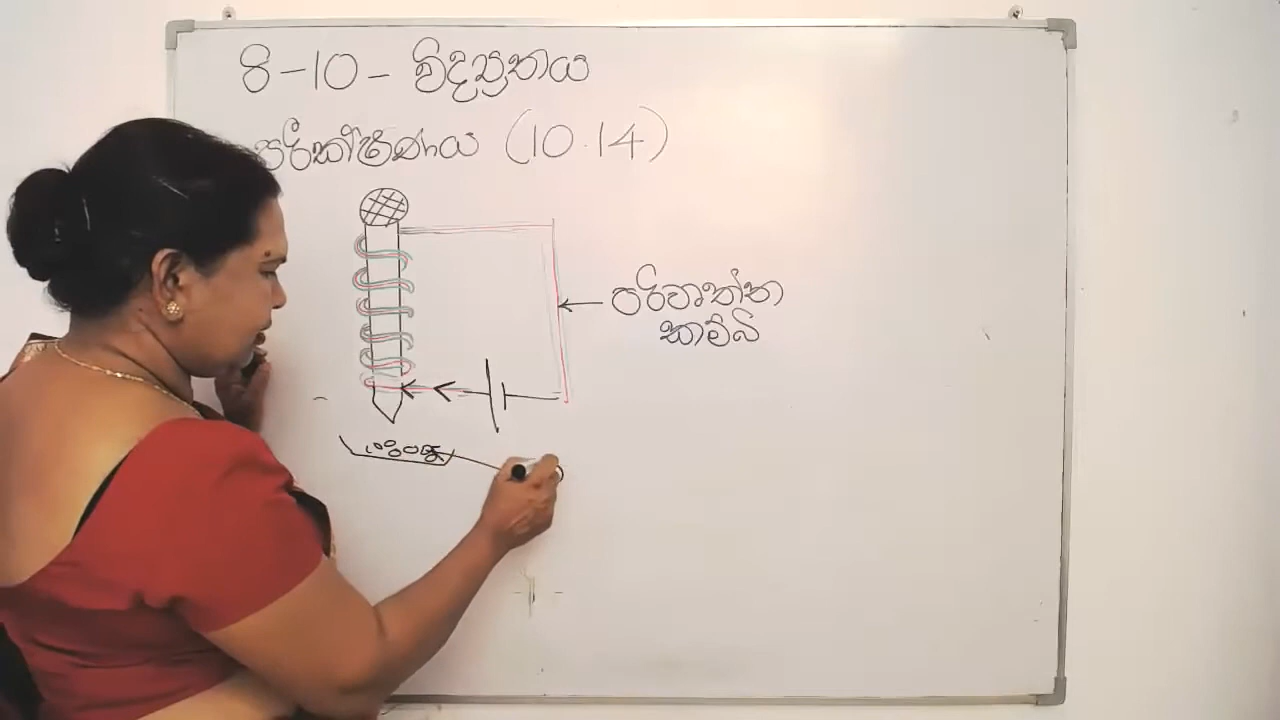 8-10 - විදුලිතය
පරීක්ෂණය (10.14)
පරිවෘත්ත
කම්බි